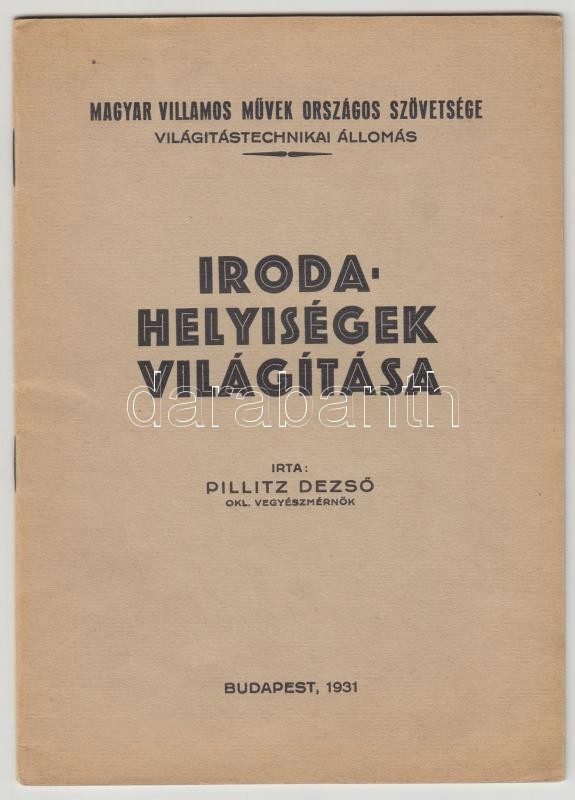 MAGYAR VILLAMOS MŰVEK ORSZÁGOS SZÖVETSÉGE
VILÁGITÁSTECHNIKAI ÁLLOMÁS
IRODA-
HELYISÉGEK
VILÁGÍTÁSA
darabanth
IRTA:
PILLITZ DEZSŐ
OKL. VEGYÉSZMÉRNÖK
BUDAPEST, 1931